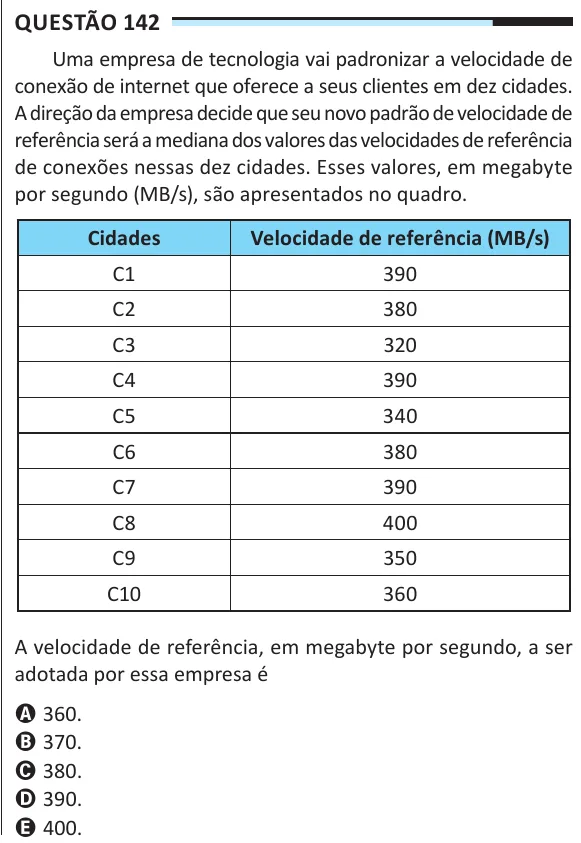 QUESTÃO 142
Uma empresa de tecnologia vai padronizar a velocidade de
conexão de internet que oferece a seus clientes em dez cidades.
A direção da empresa decide que seu novo padrão de velocidade de
referência será a mediana dos valores das velocidades de referência
de conexões nessas dez cidades. Esses valores, em megabyte
por segundo (MB/s), são apresentados no quadro.
Cidades Velocidade de referência (MB/s)
C1 390
C2 380
C3 320
C4 390
C5 340
C6 380
C7 390
C8 400
C9 350
C10 360
A velocidade de referência, em megabyte por segundo, a ser
adotada por essa empresa é
A 360.
B 370.
C 380.
D 390.
E 400.